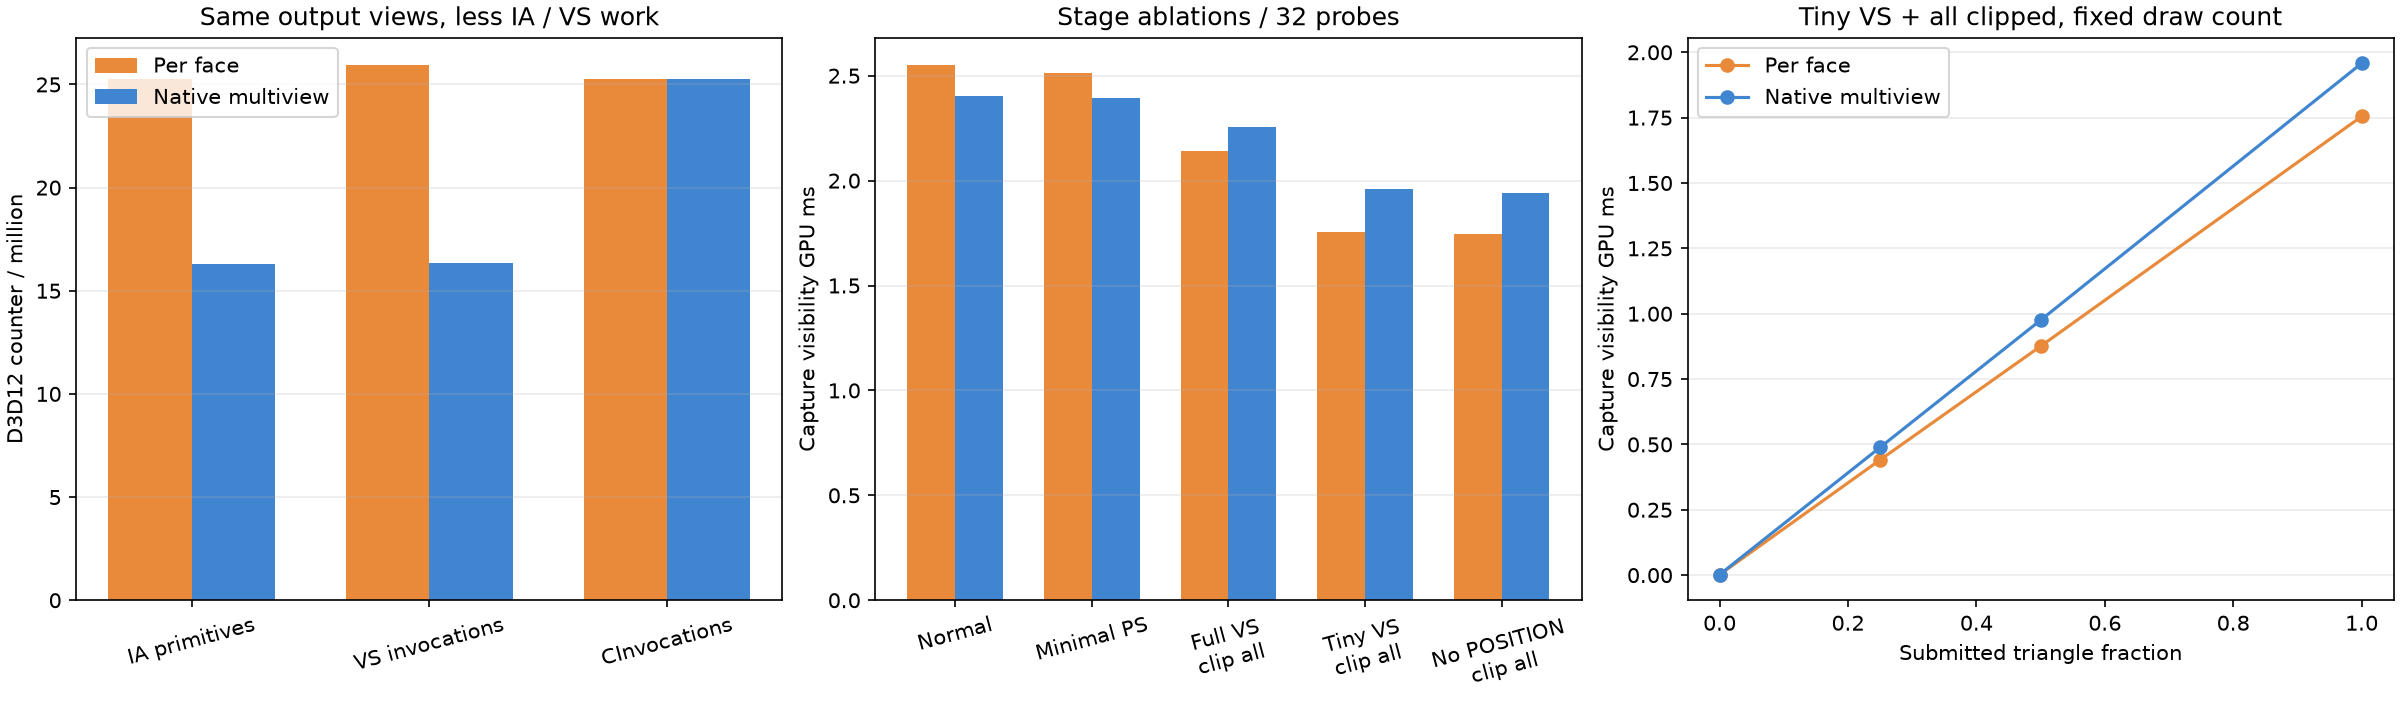 Same output views, less IA / VS work
Per face
Native multiview
D3D12 counter / million
25
20
15
10
5
0
IA primitives
VS invocations
CInvocations
Stage ablations / 32 probes
Capture visibility GPU ms
2.5
2.0
1.5
1.0
0.5
0.0
Normal
Minimal PS
Full VS
clip all
Tiny VS
clip all
No POSITION
clip all
Tiny VS + all clipped, fixed draw count
Per face
Native multiview
Capture visibility GPU ms
2.00
1.75
1.50
1.25
1.00
0.75
0.50
0.25
0.00
0.0
0.2
0.4
0.6
0.8
1.0
Submitted triangle fraction